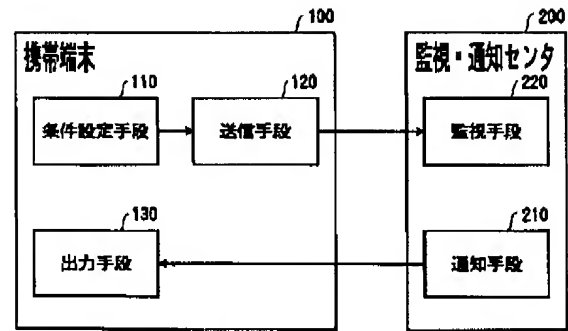 100
200
携帯端末
監視・通知センタ
110
120
220
条件設定手段
送信手段
監視手段
130
210
出力手段
通知手段